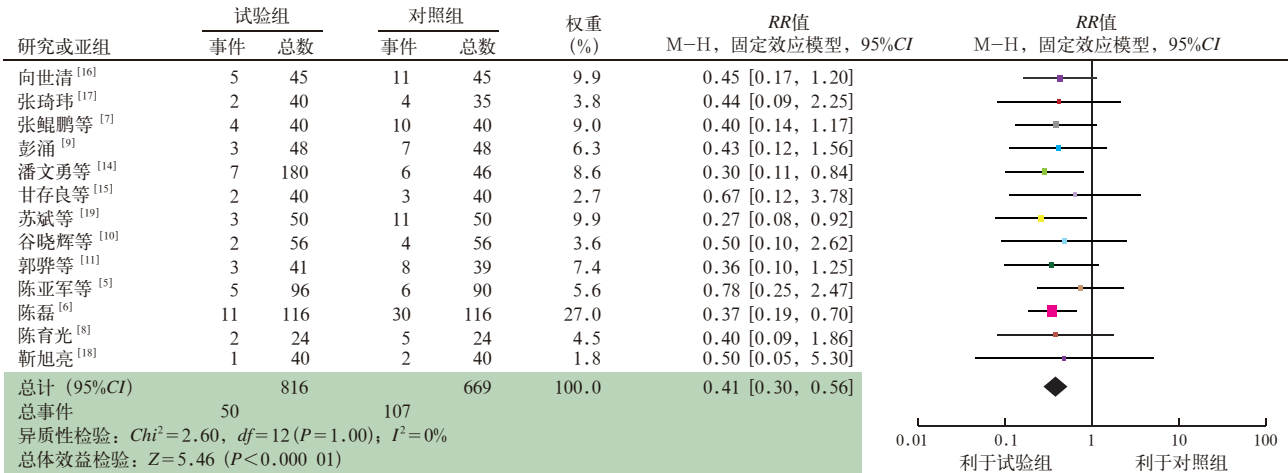 试验组 对照组 权重 RR值 RR值
研究或亚组 事件 总数 事件 总数 (%) M-H，固定效应模型，95%CI M-H，固定效应模型，95%CI
向世清[16] 5 45 11 45 9.9 0.45 [0.17, 1.20]
张琦玮[17] 2 40 4 35 3.8 0.44 [0.09, 2.25]
张鲲鹏等[7] 4 40 10 40 9.0 0.40 [0.14, 1.17]
彭涌[9] 3 48 7 48 6.3 0.43 [0.12, 1.56]
潘文勇等[14] 7 180 6 46 8.6 0.30 [0.11, 0.84]
甘存良等[15] 2 40 3 40 2.7 0.67 [0.12, 3.78]
苏斌等[19] 3 50 11 50 9.9 0.27 [0.08, 0.92]
谷晓辉等[10] 2 56 4 56 3.6 0.50 [0.10, 2.62]
郭骅等[11] 3 41 8 39 7.4 0.36 [0.10, 1.25]
陈亚军等[5] 5 96 6 90 5.6 0.78 [0.25, 2.47]
陈磊[6] 11 116 30 116 27.0 0.37 [0.19, 0.70]
陈育光[8] 2 24 5 24 4.5 0.40 [0.09, 1.86]
靳旭亮[18] 1 40 2 40 1.8 0.50 [0.05, 5.30]
总计（95%CI） 816 669 100.0 0.41 [0.30, 0.56]
总事件 50 107
异质性检验：Chi²=2.60，df=12(P=1.00)；I²=0%
总体效益检验：Z=5.46 (P<0.000 01)
0.01 0.1 1 10 100
利于试验组 利于对照组